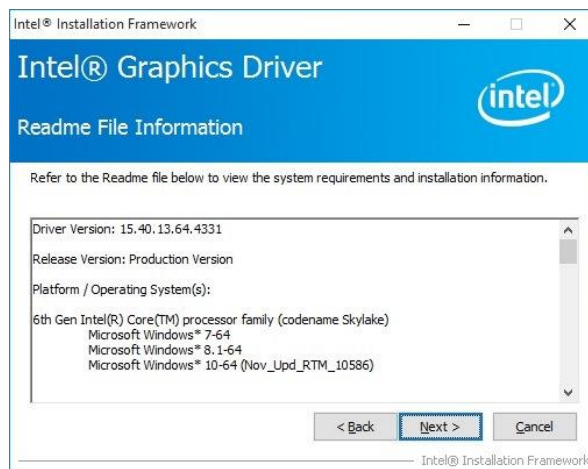 Intel® Installation Framework
Intel® Graphics Driver
intel
Readme File Information
Refer to the Readme file below to view the system requirements and installation information.
Driver Version: 15.40.13.64.4331
Release Version: Production Version
Platform / Operating System(s):
6th Gen Intel(R) Core(TM) processor family (codename Skylake)
Microsoft Windows* 7-64
Microsoft Windows* 8.1-64
Microsoft Windows* 10-64 (Nov_Upd_RTM_10586)
< Back Next > Cancel
Intel® Installation Framework